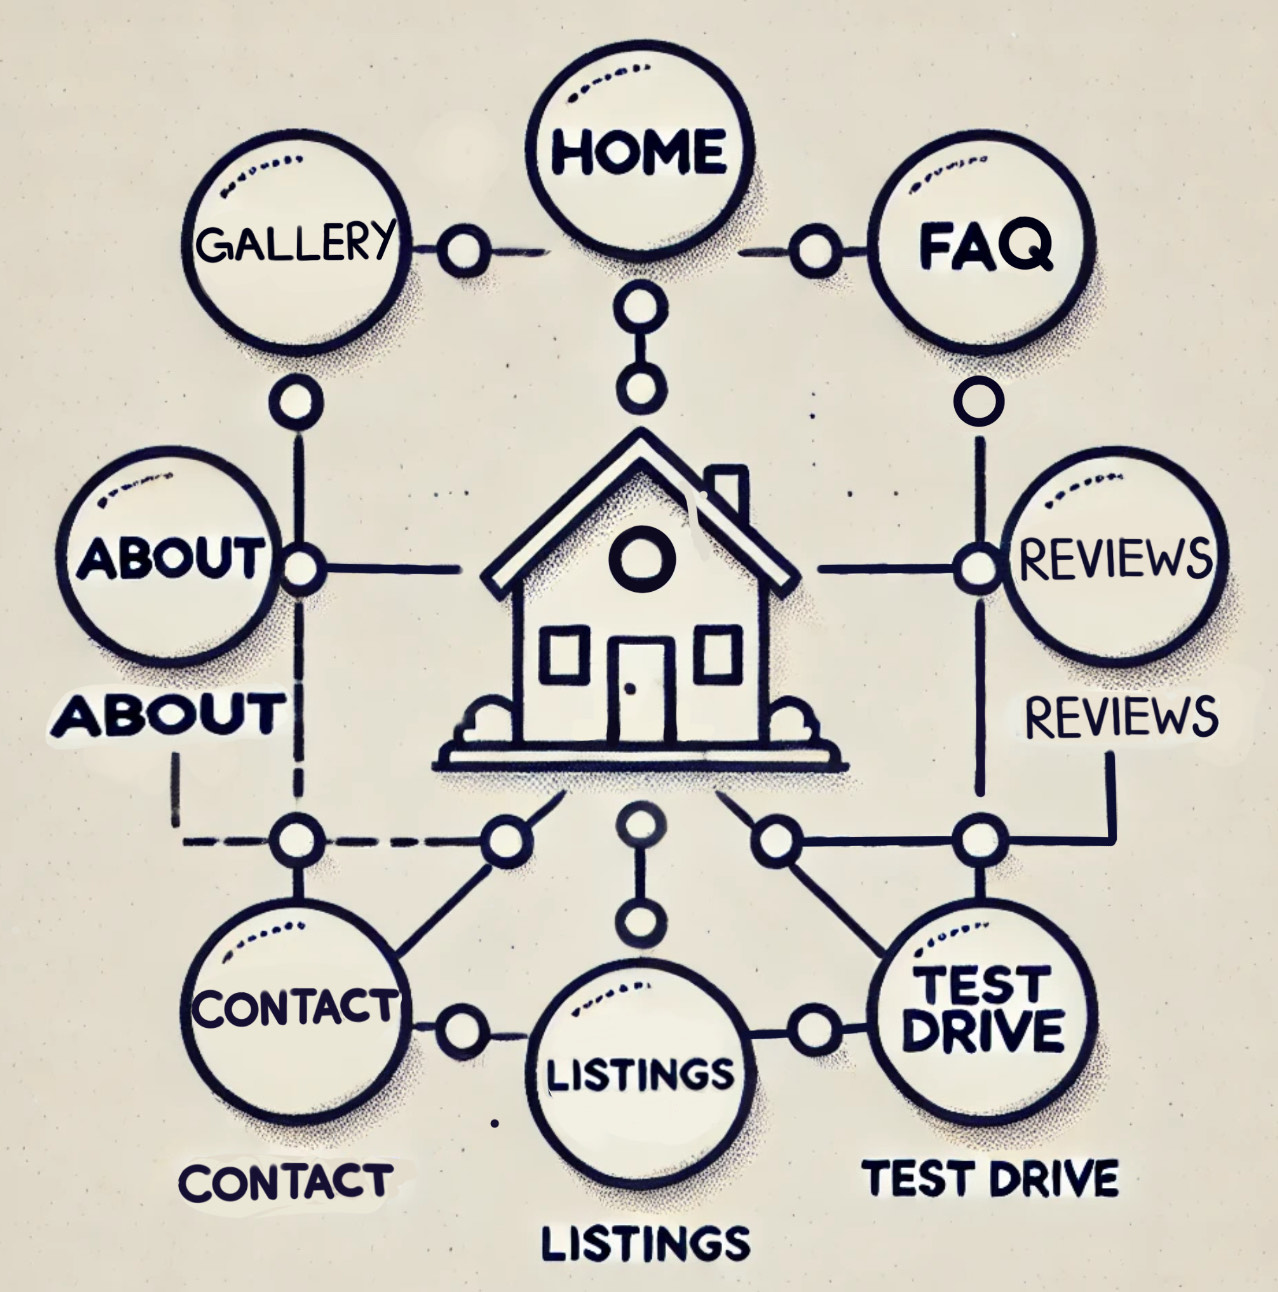 HOME
GALLERY
FAQ
ABOUT
REVIEWS
ABOUT
REVIEWS
CONTACT
TEST
DRIVE
LISTINGS
CONTACT
TEST DRIVE
LISTINGS